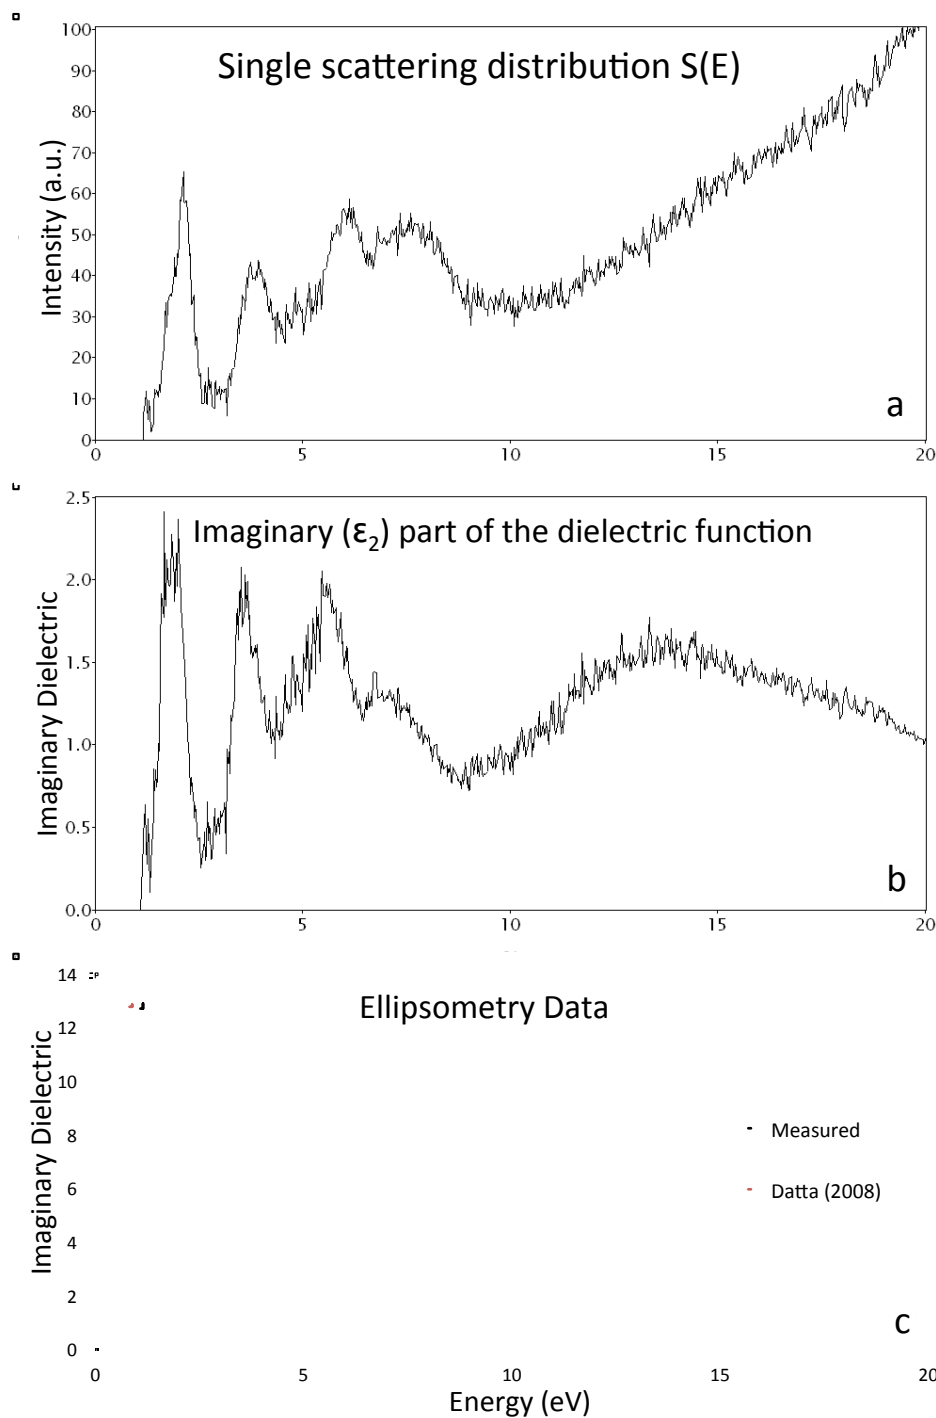 Single scattering distribution S(E)
Intensity (a.u.)
100
90
80
70
60
50
40
30
20
10
0
0 5 10 15 20
a
Imaginary (ε2) part of the dielectric function
Imaginary Dielectric
2.5
2.0
1.5
1.0
0.5
0.0
0 5 10 15 20
b
Ellipsometry Data
Imaginary Dielectric
14
12
10
8
6
4
2
0
Measured
Datta (2008)
c
0 5 10 15 20
Energy (eV)